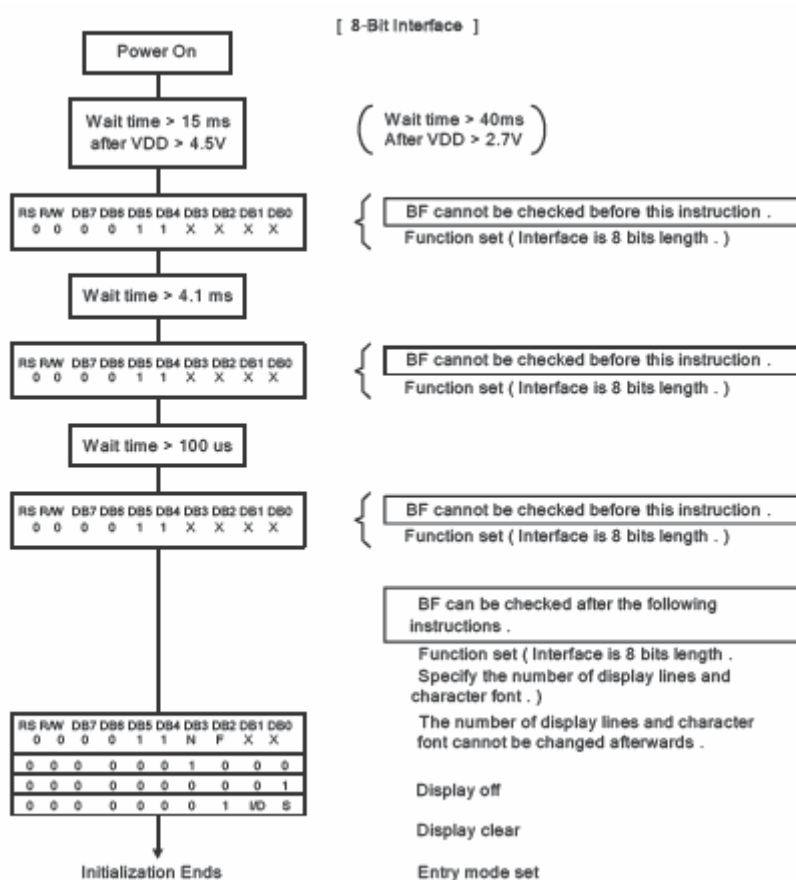 [ 8-Bit Interface ]
Power On
Wait time > 15 ms
after VDD > 4.5V
Wait time > 40ms
After VDD > 2.7V
RS R/W DB7 DB6 DB5 DB4 DB3 DB2 DB1 DB0
0 0 0 0 1 1 X X X X
BF cannot be checked before this instruction .
Function set ( Interface is 8 bits length . )
Wait time > 4.1 ms
RS R/W DB7 DB6 DB5 DB4 DB3 DB2 DB1 DB0
0 0 0 0 1 1 X X X X
BF cannot be checked before this instruction .
Function set ( Interface is 8 bits length . )
Wait time > 100 us
RS R/W DB7 DB6 DB5 DB4 DB3 DB2 DB1 DB0
0 0 0 0 1 1 X X X X
BF cannot be checked before this instruction .
Function set ( Interface is 8 bits length . )
BF can be checked after the following
instructions .
Function set ( Interface is 8 bits length .
Specify the number of display lines and
character font . )
The number of display lines and character
font cannot be changed afterwards .
RS R/W DB7 DB6 DB5 DB4 DB3 DB2 DB1 DB0
0 0 0 0 1 1 N F X X
0 0 0 0 0 0 1 0 0 0
0 0 0 0 0 0 0 0 0 1
0 0 0 0 0 0 0 1 I/D S
Display off
Display clear
Entry mode set
Initialization Ends